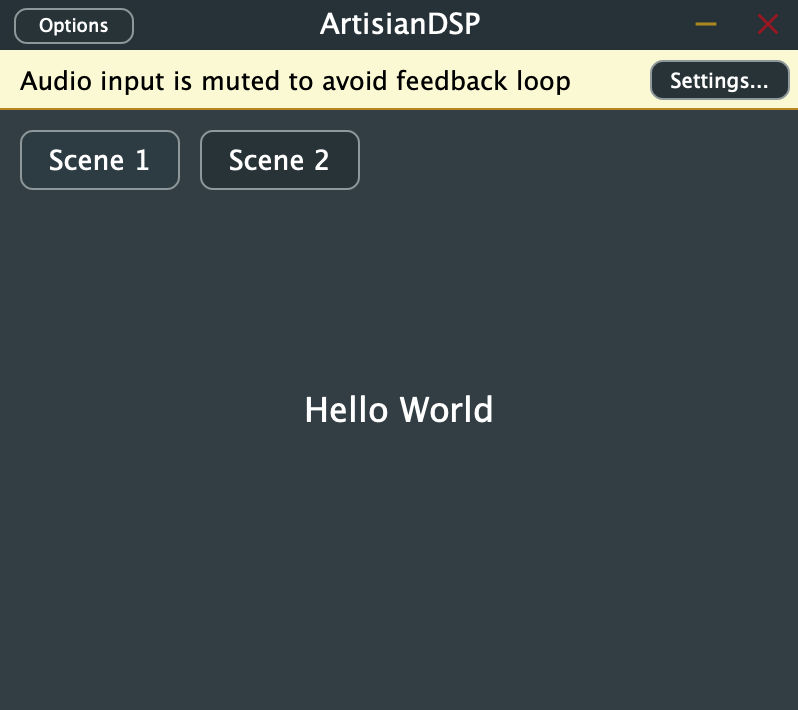 Options
ArtisianDSP
Audio input is muted to avoid feedback loop
Settings...
Scene 1
Scene 2
Hello World